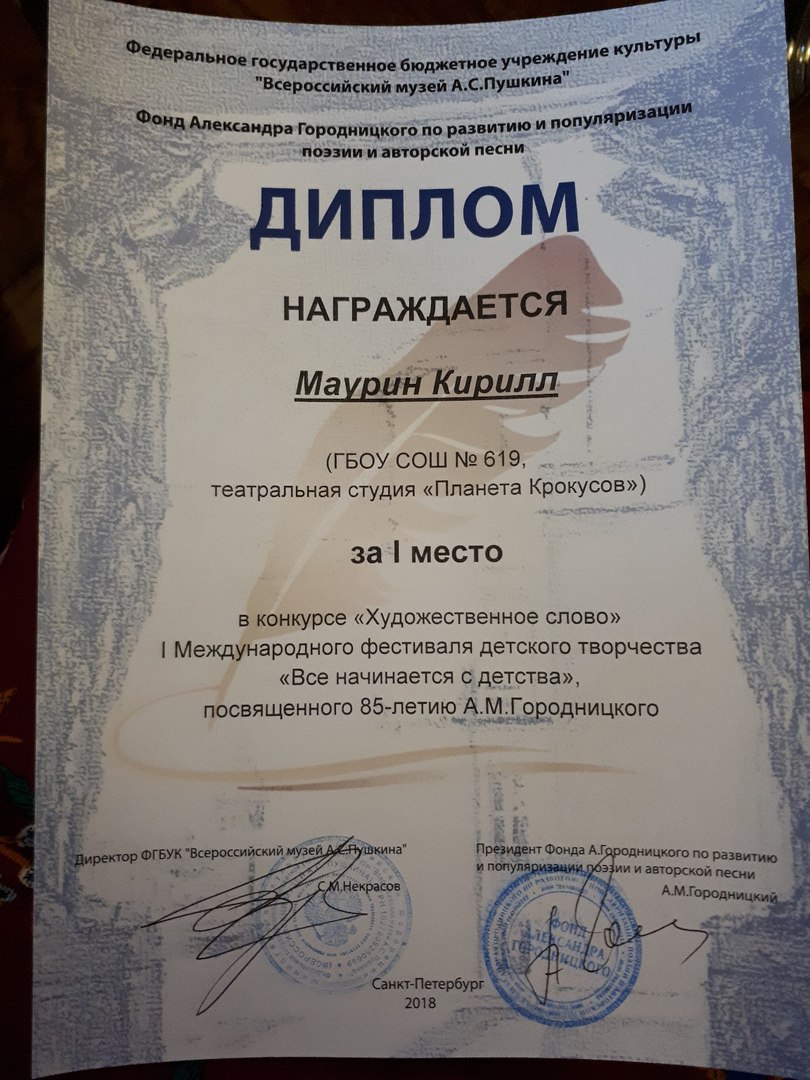 Федеральное государственное бюджетное учреждение культуры
"Всероссийский музей А.С.Пушкина"
Фонд Александра Городницкого по развитию и популяризации
поэзии и авторской песни
ДИПЛОМ
НАГРАЖДАЕТСЯ
Маурин Кирилл
(ГБОУ СОШ № 619,
театральная студия «Планета Крокусов»)
за I место
в конкурсе «Художественное слово»
I Международного фестиваля детского творчества
«Все начинается с детства»,
посвященного 85-летию А.М.Городницкого
Директор ФГБУК "Всероссийский музей А.С.Пушкина"
С.М.Некрасов
Президент Фонда А.Городницкого по развитию
и популяризации поэзии и авторской песни
А.М.Городницкий
ФОНД
АЛЕКСАНДРА
ГОРОДНИЦКОГО
Санкт-Петербург
2018